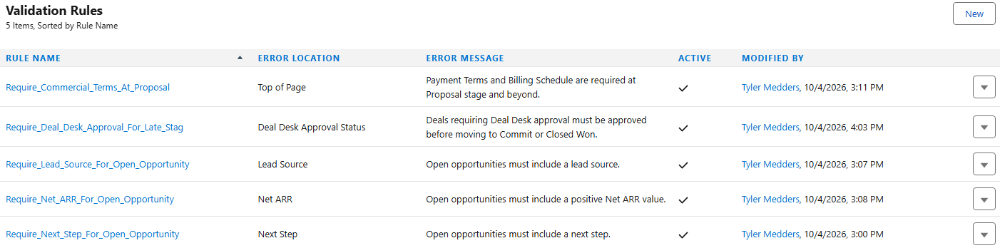 Validation Rules
New
5 Items, Sorted by Rule Name
RULE NAME ERROR LOCATION ERROR MESSAGE ACTIVE MODIFIED BY
Require_Commercial_Terms_At_Proposal Top of Page Payment Terms and Billing Schedule are required at
Proposal stage and beyond. Tyler Medders, 10/4/2026, 3:11 PM
Require_Deal_Desk_Approval_For_Late_Stag Deal Desk Approval Status Deals requiring Deal Desk approval must be approved
before moving to Commit or Closed Won. Tyler Medders, 10/4/2026, 4:03 PM
Require_Lead_Source_For_Open_Opportunity Lead Source Open opportunities must include a lead source. Tyler Medders, 10/4/2026, 3:07 PM
Require_Net_ARR_For_Open_Opportunity Net ARR Open opportunities must include a positive Net ARR value. Tyler Medders, 10/4/2026, 3:08 PM
Require_Next_Step_For_Open_Opportunity Next Step Open opportunities must include a next step. Tyler Medders, 10/4/2026, 3:00 PM